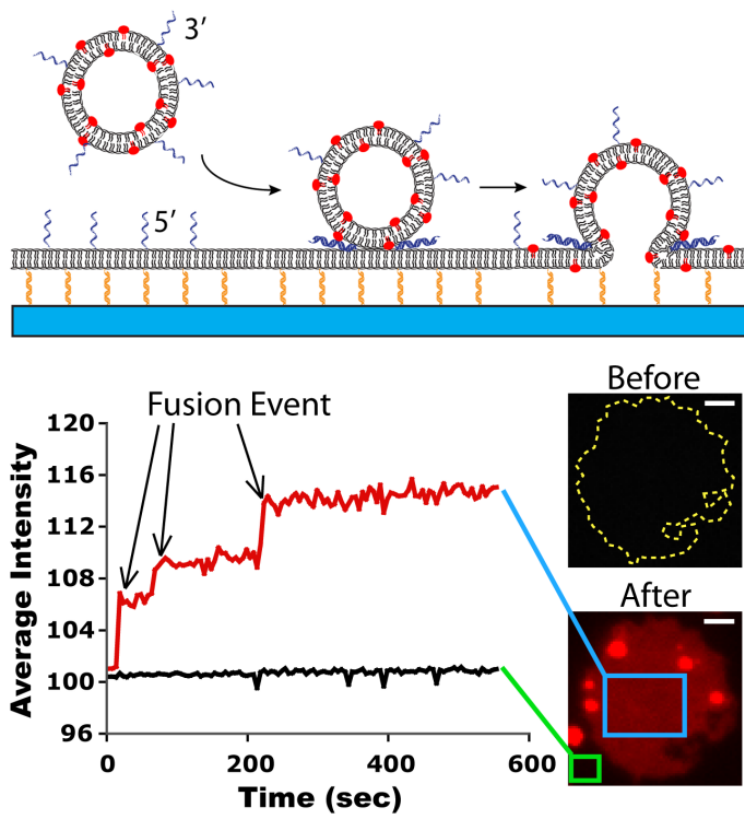 3′
5′
Fusion Event
Before
120
116
112
108
104
100
96
Average Intensity
After
0
200
400
600
Time (sec)